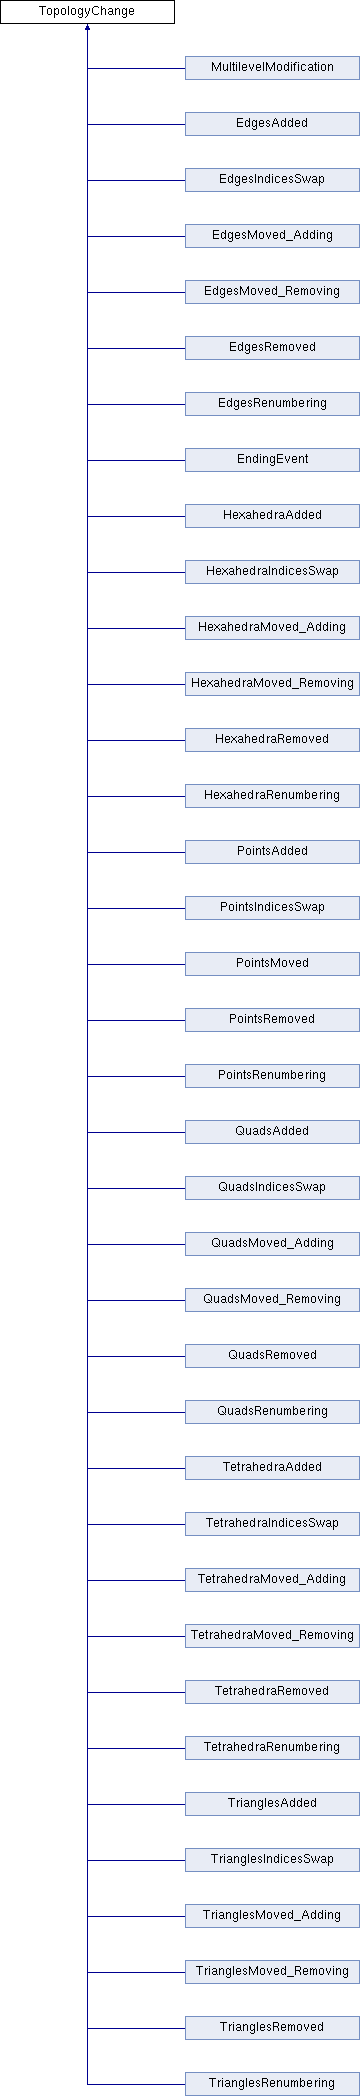 TopologyChange
MultilevelModification
EdgesAdded
EdgesIndicesSwap
EdgesMoved_Adding
EdgesMoved_Removing
EdgesRemoved
EdgesRenumbering
EndingEvent
HexahedraAdded
HexahedraIndicesSwap
HexahedraMoved_Adding
HexahedraMoved_Removing
HexahedraRemoved
HexahedraRenumbering
PointsAdded
PointsIndicesSwap
PointsMoved
PointsRemoved
PointsRenumbering
QuadsAdded
QuadsIndicesSwap
QuadsMoved_Adding
QuadsMoved_Removing
QuadsRemoved
QuadsRenumbering
TetrahedraAdded
TetrahedraIndicesSwap
TetrahedraMoved_Adding
TetrahedraMoved_Removing
TetrahedraRemoved
TetrahedraRenumbering
TrianglesAdded
TrianglesIndicesSwap
TrianglesMoved_Adding
TrianglesMoved_Removing
TrianglesRemoved
TrianglesRenumbering